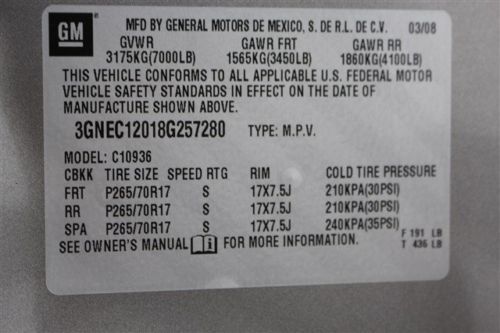 GM
MFD BY GENERAL MOTORS DE MEXICO, S. DE R.L. DE C.V. 03/08
GVWR GAWR FRT GAWR RR
3175KG(7000LB) 1565KG(3450LB) 1860KG(4100LB)
THIS VEHICLE CONFORMS TO ALL APPLICABLE U.S. FEDERAL MOTOR
VEHICLE SAFETY STANDARDS IN EFFECT ON THE DATE OF
MANUFACTURE SHOWN ABOVE.
3GNEC12018G257280 TYPE: M.P.V.
MODEL: C10936
CBKK TIRE SIZE SPEED RTG RIM COLD TIRE PRESSURE
FRT P265/70R17 S 17X7.5J 210KPA(30PSI)
RR P265/70R17 S 17X7.5J 210KPA(30PSI)
SPA P265/70R17 S 17X7.5J 240KPA(35PSI)
SEE OWNER'S MANUAL i FOR MORE INFORMATION.
F 191 LB
T 436 LB